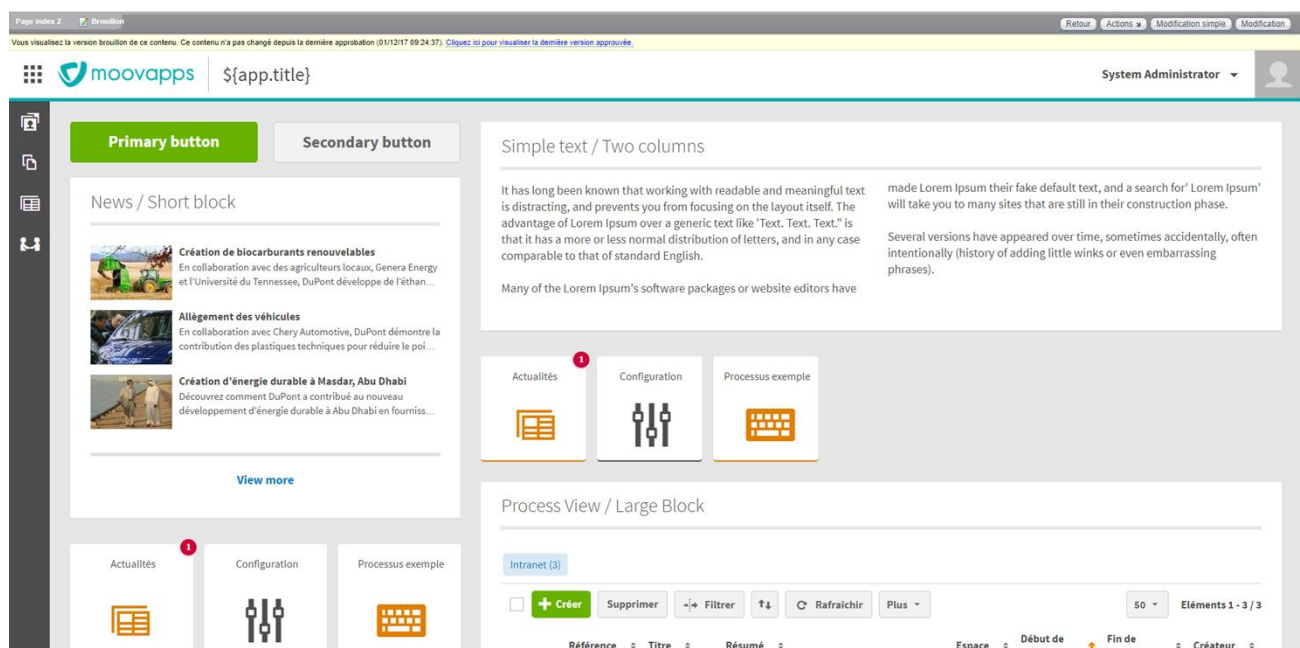 Page index 2 Brouillon Retour Actions Modification simple Modification
Vous visualisez la version brouillon de ce contenu. Ce contenu n'a pas changé depuis la dernière approbation (01/12/17 09:24:37). Cliquez ici pour visualiser la dernière version approuvée.
moovapps ${app.title} System Administrator
Primary button Secondary button
News / Short block
Création de biocarburants renouvelables
En collaboration avec des agriculteurs locaux, Genera Energy
et l'Université du Tennesse, DuPont développe de l'éthan...
Allègement des véhicules
En collaboration avec Chery Automotive, DuPont démontre la
contribution des plastiques techniques pour réduire le poi...
Création d'énergie durable à Masdar, Abu Dhabi
Découvrez comment DuPont a contribué au nouveau
développement d'énergie durable à Abu Dhabi en fourniss...
View more
Actualités 1 Configuration Processus exemple
Simple text / Two columns
It has long been known that working with readable and meaningful text
is distracting, and prevents you from focusing on the layout itself. The
advantage of Lorem Ipsum over a generic text like 'Text. Text. Text." is
that it has a more or less normal distribution of letters, and in any case
comparable to that of standard English.
Many of the Lorem Ipsum's software packages or website editors have
made Lorem Ipsum their fake default text, and a search for' Lorem Ipsum'
will take you to many sites that are still in their construction phase.
Several versions have appeared over time, sometimes accidentally, often
intentionally (history of adding little winks or even embarrassing
phrases).
Actualités 1 Configuration Processus exemple
Process View / Large Block
Intranet (3)
Créer Supprimer Filtrer Rafraîchir Plus 50 Eléments 1 - 3 / 3
Référence Titre Résumé Espace Début de Fin de Créateur